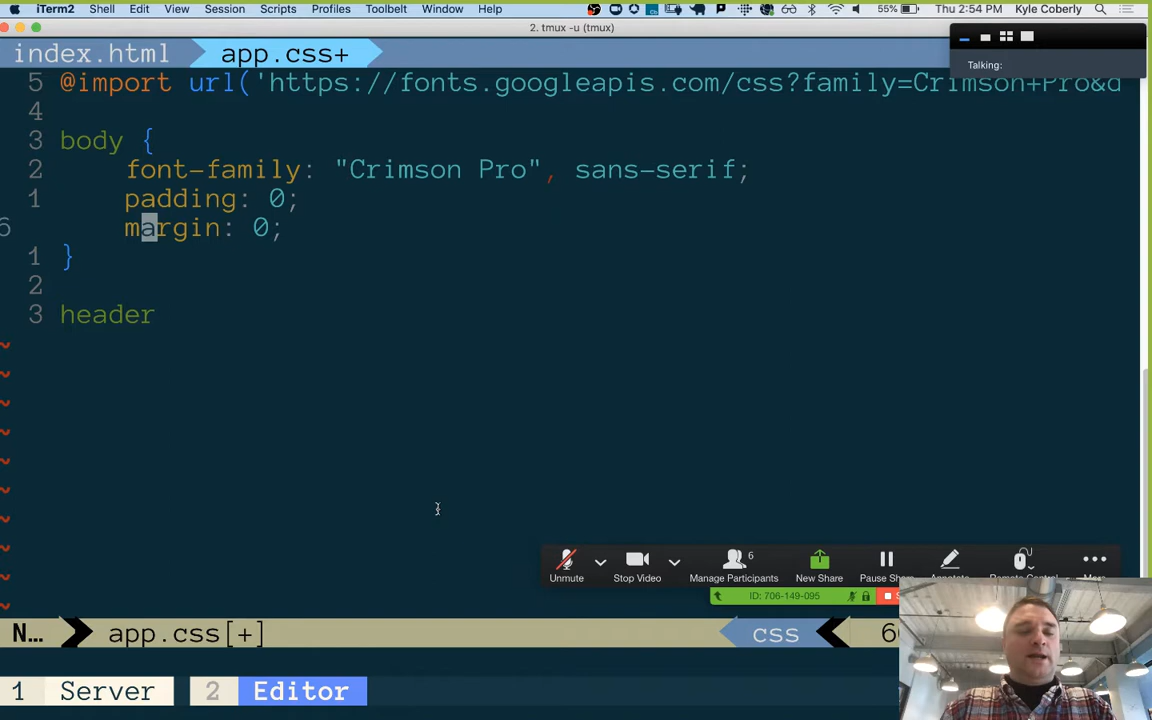 iTerm2 Shell Edit View Session Scripts Profiles Toolbelt Window Help 55% Thu 2:54 PM Kyle Coberly
2. tmux -u (tmux)
index.html app.css+
Talking:
5 @import url('https://fonts.googleapis.com/css?family=Crimson+Pro&d
4
3 body {
2 font-family: "Crimson Pro", sans-serif;
1 padding: 0;
6 margin: 0;
1 }
2
3 header
~
~
~
~
~
~
~
~
~
~
Unmute Stop Video 6 Manage Participants New Share Pause
ID: 706-149-095
N... app.css[+] css
1 Server 2 Editor